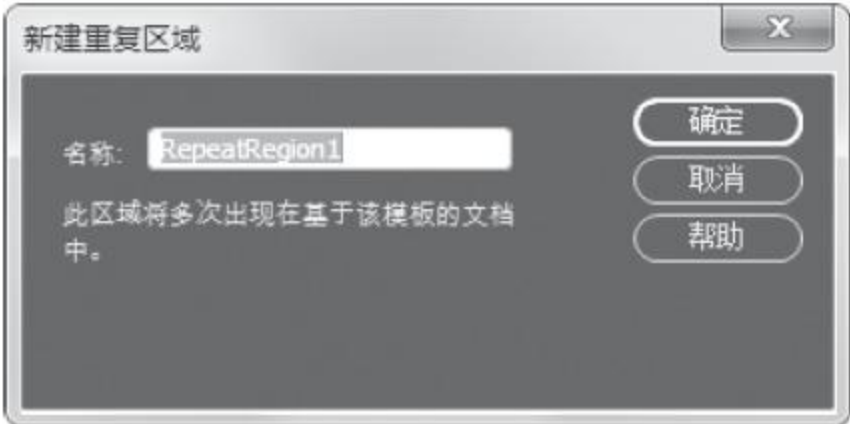 新建重复区域
名称:
RepeatRegion1
确定
取消
帮助
此区域将多次出现在基于该模板的文档
中。